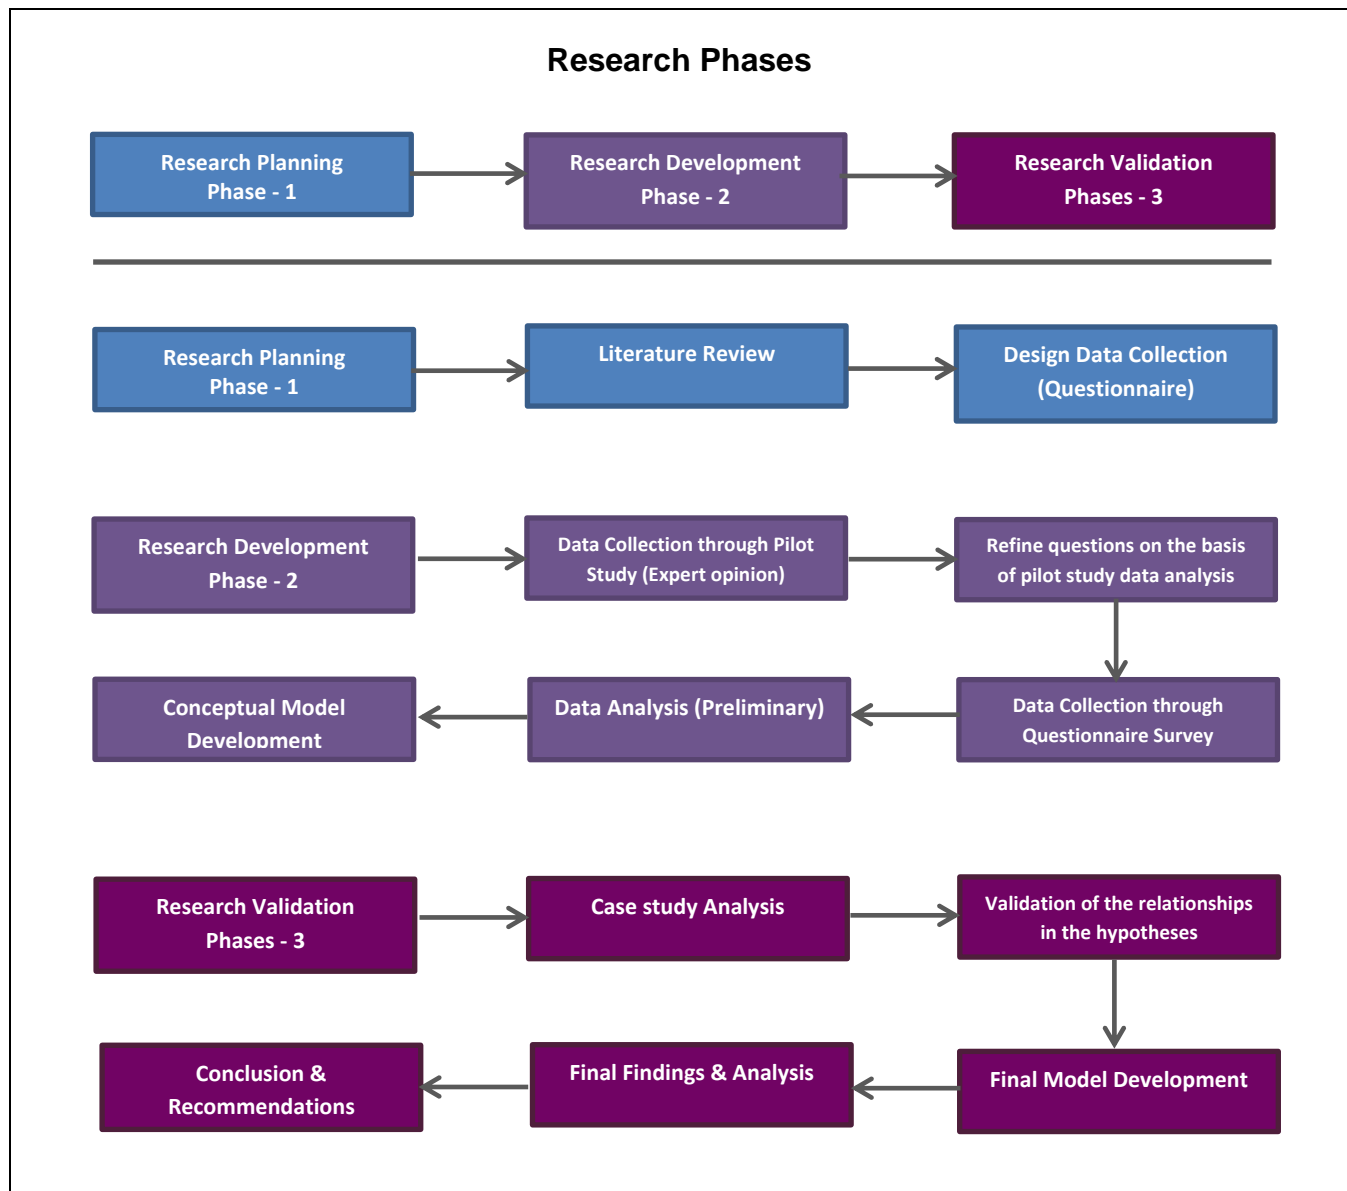 Research Phases
Research Planning
Phase - 1
Research Development
Phase - 2
Research Validation
Phases - 3
Research Planning
Phase - 1
Literature Review
Design Data Collection
(Questionnaire)
Research Development
Phase - 2
Data Collection through Pilot
Study (Expert opinion)
Refine questions on the basis
of pilot study data analysis
Conceptual Model
Development
Data Analysis (Preliminary)
Data Collection through
Questionnaire Survey
Research Validation
Phases - 3
Case study Analysis
Validation of the relationships
in the hypotheses
Conclusion &
Recommendations
Final Findings & Analysis
Final Model Development